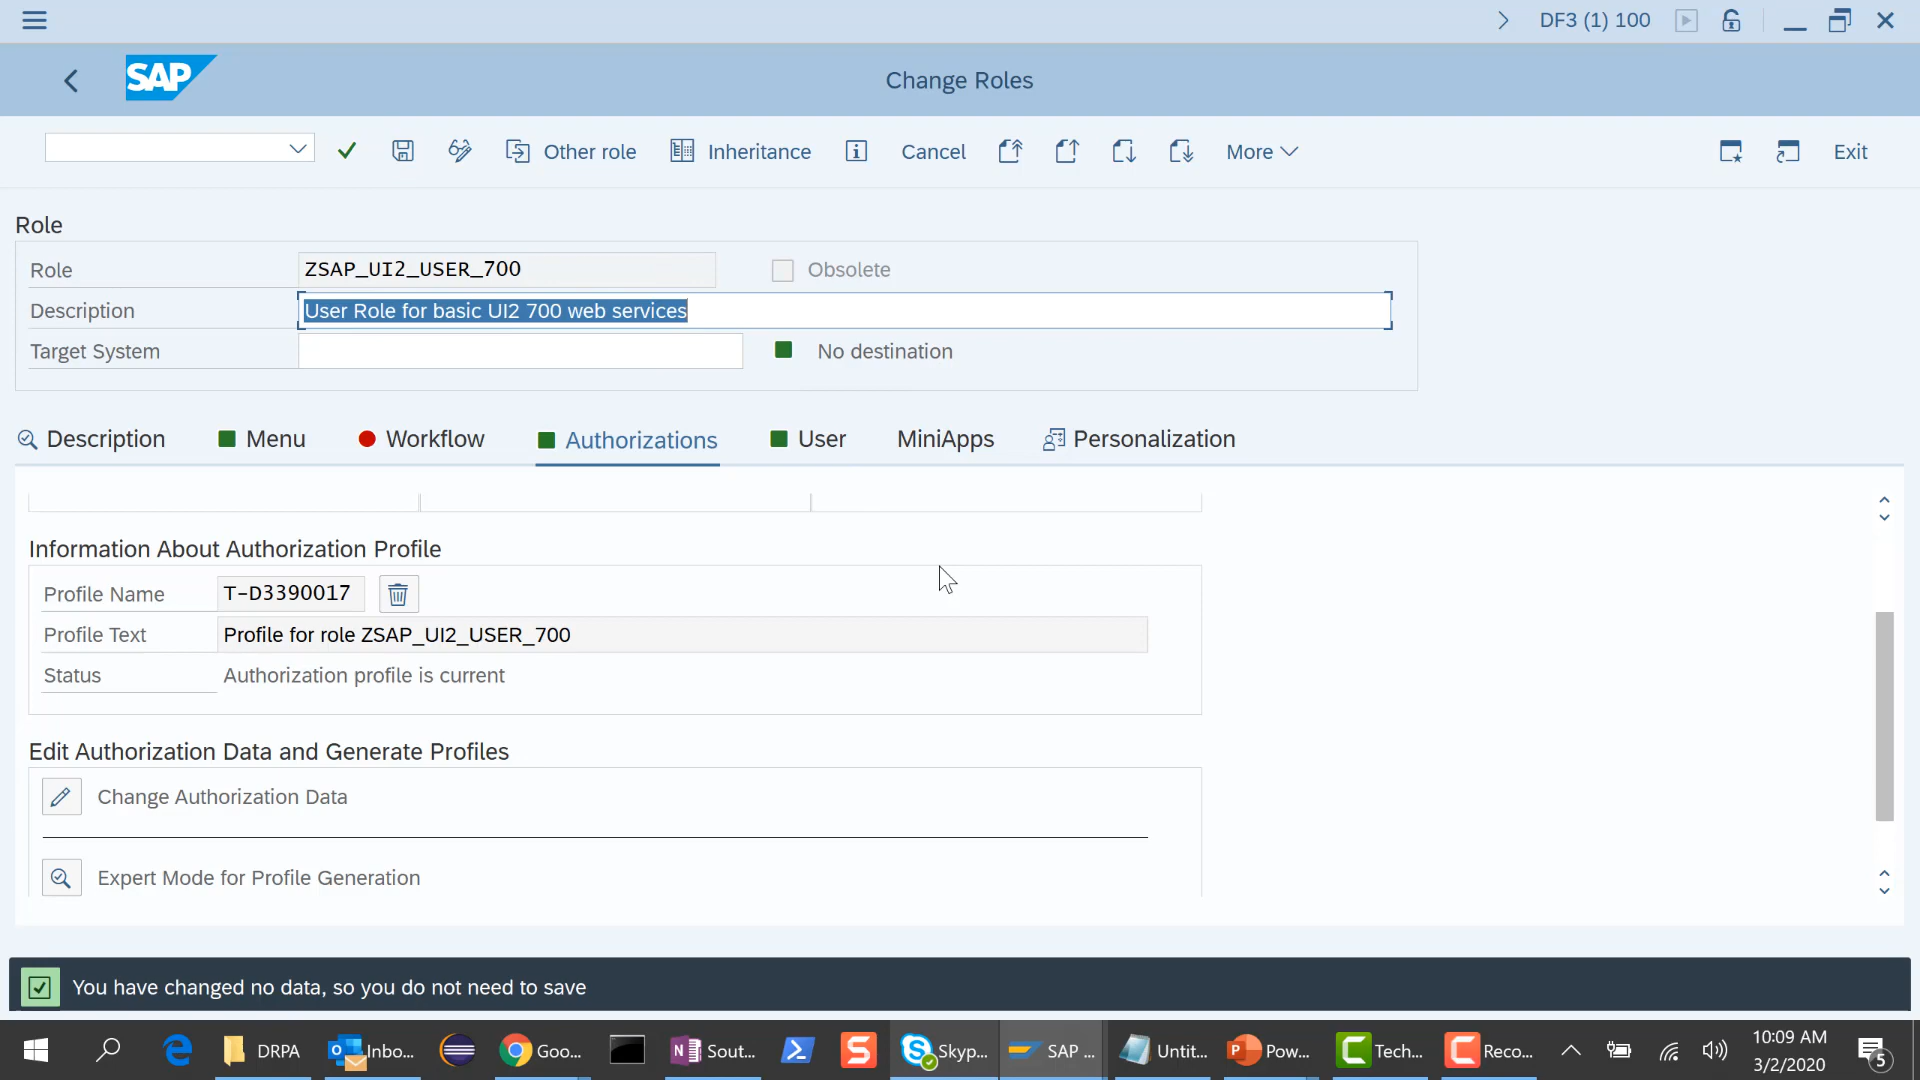 DF3 (1) 100
SAP
Change Roles
Other role
Inheritance
Cancel
More
Exit
Role
Role
ZSAP_UI2_USER_700
Obsolete
Description
User Role for basic UI2 700 web services
Target System
No destination
Description
Menu
Workflow
Authorizations
User
MiniApps
Personalization
Information About Authorization Profile
Profile Name
T-D3390017
Profile Text
Profile for role ZSAP_UI2_USER_700
Status
Authorization profile is current
Edit Authorization Data and Generate Profiles
Change Authorization Data
Expert Mode for Profile Generation
You have changed no data, so you do not need to save
DRPA
Inbo...
Goo...
Sout...
Skyp...
SAP ...
Untit...
Pow...
Tech...
Reco...
10:09 AM
3/2/2020
5